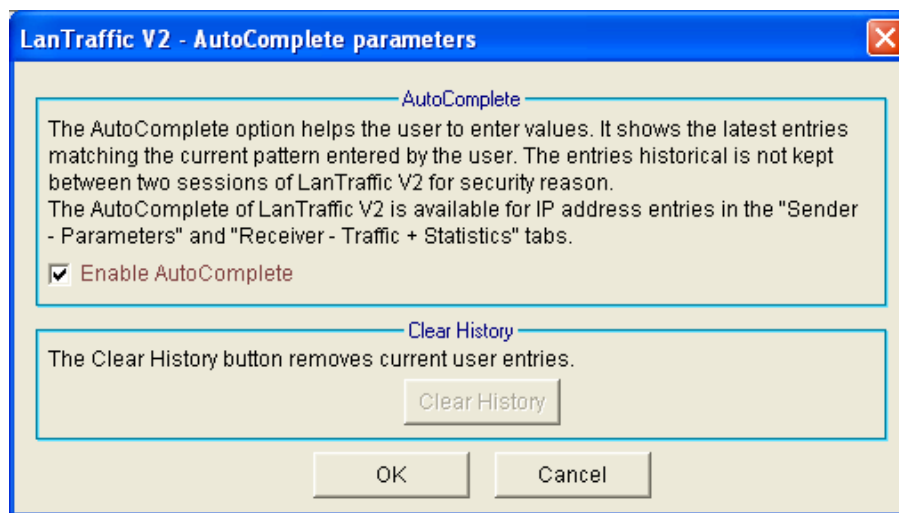 LanTraffic V2 - AutoComplete parameters
AutoComplete
The AutoComplete option helps the user to enter values. It shows the latest entries
matching the current pattern entered by the user. The entries historical is not kept
between two sessions of LanTraffic V2 for security reason.
The AutoComplete of LanTraffic V2 is available for IP address entries in the "Sender
- Parameters" and "Receiver - Traffic + Statistics" tabs.
Enable AutoComplete
Clear History
The Clear History button removes current user entries.
Clear History
OK
Cancel